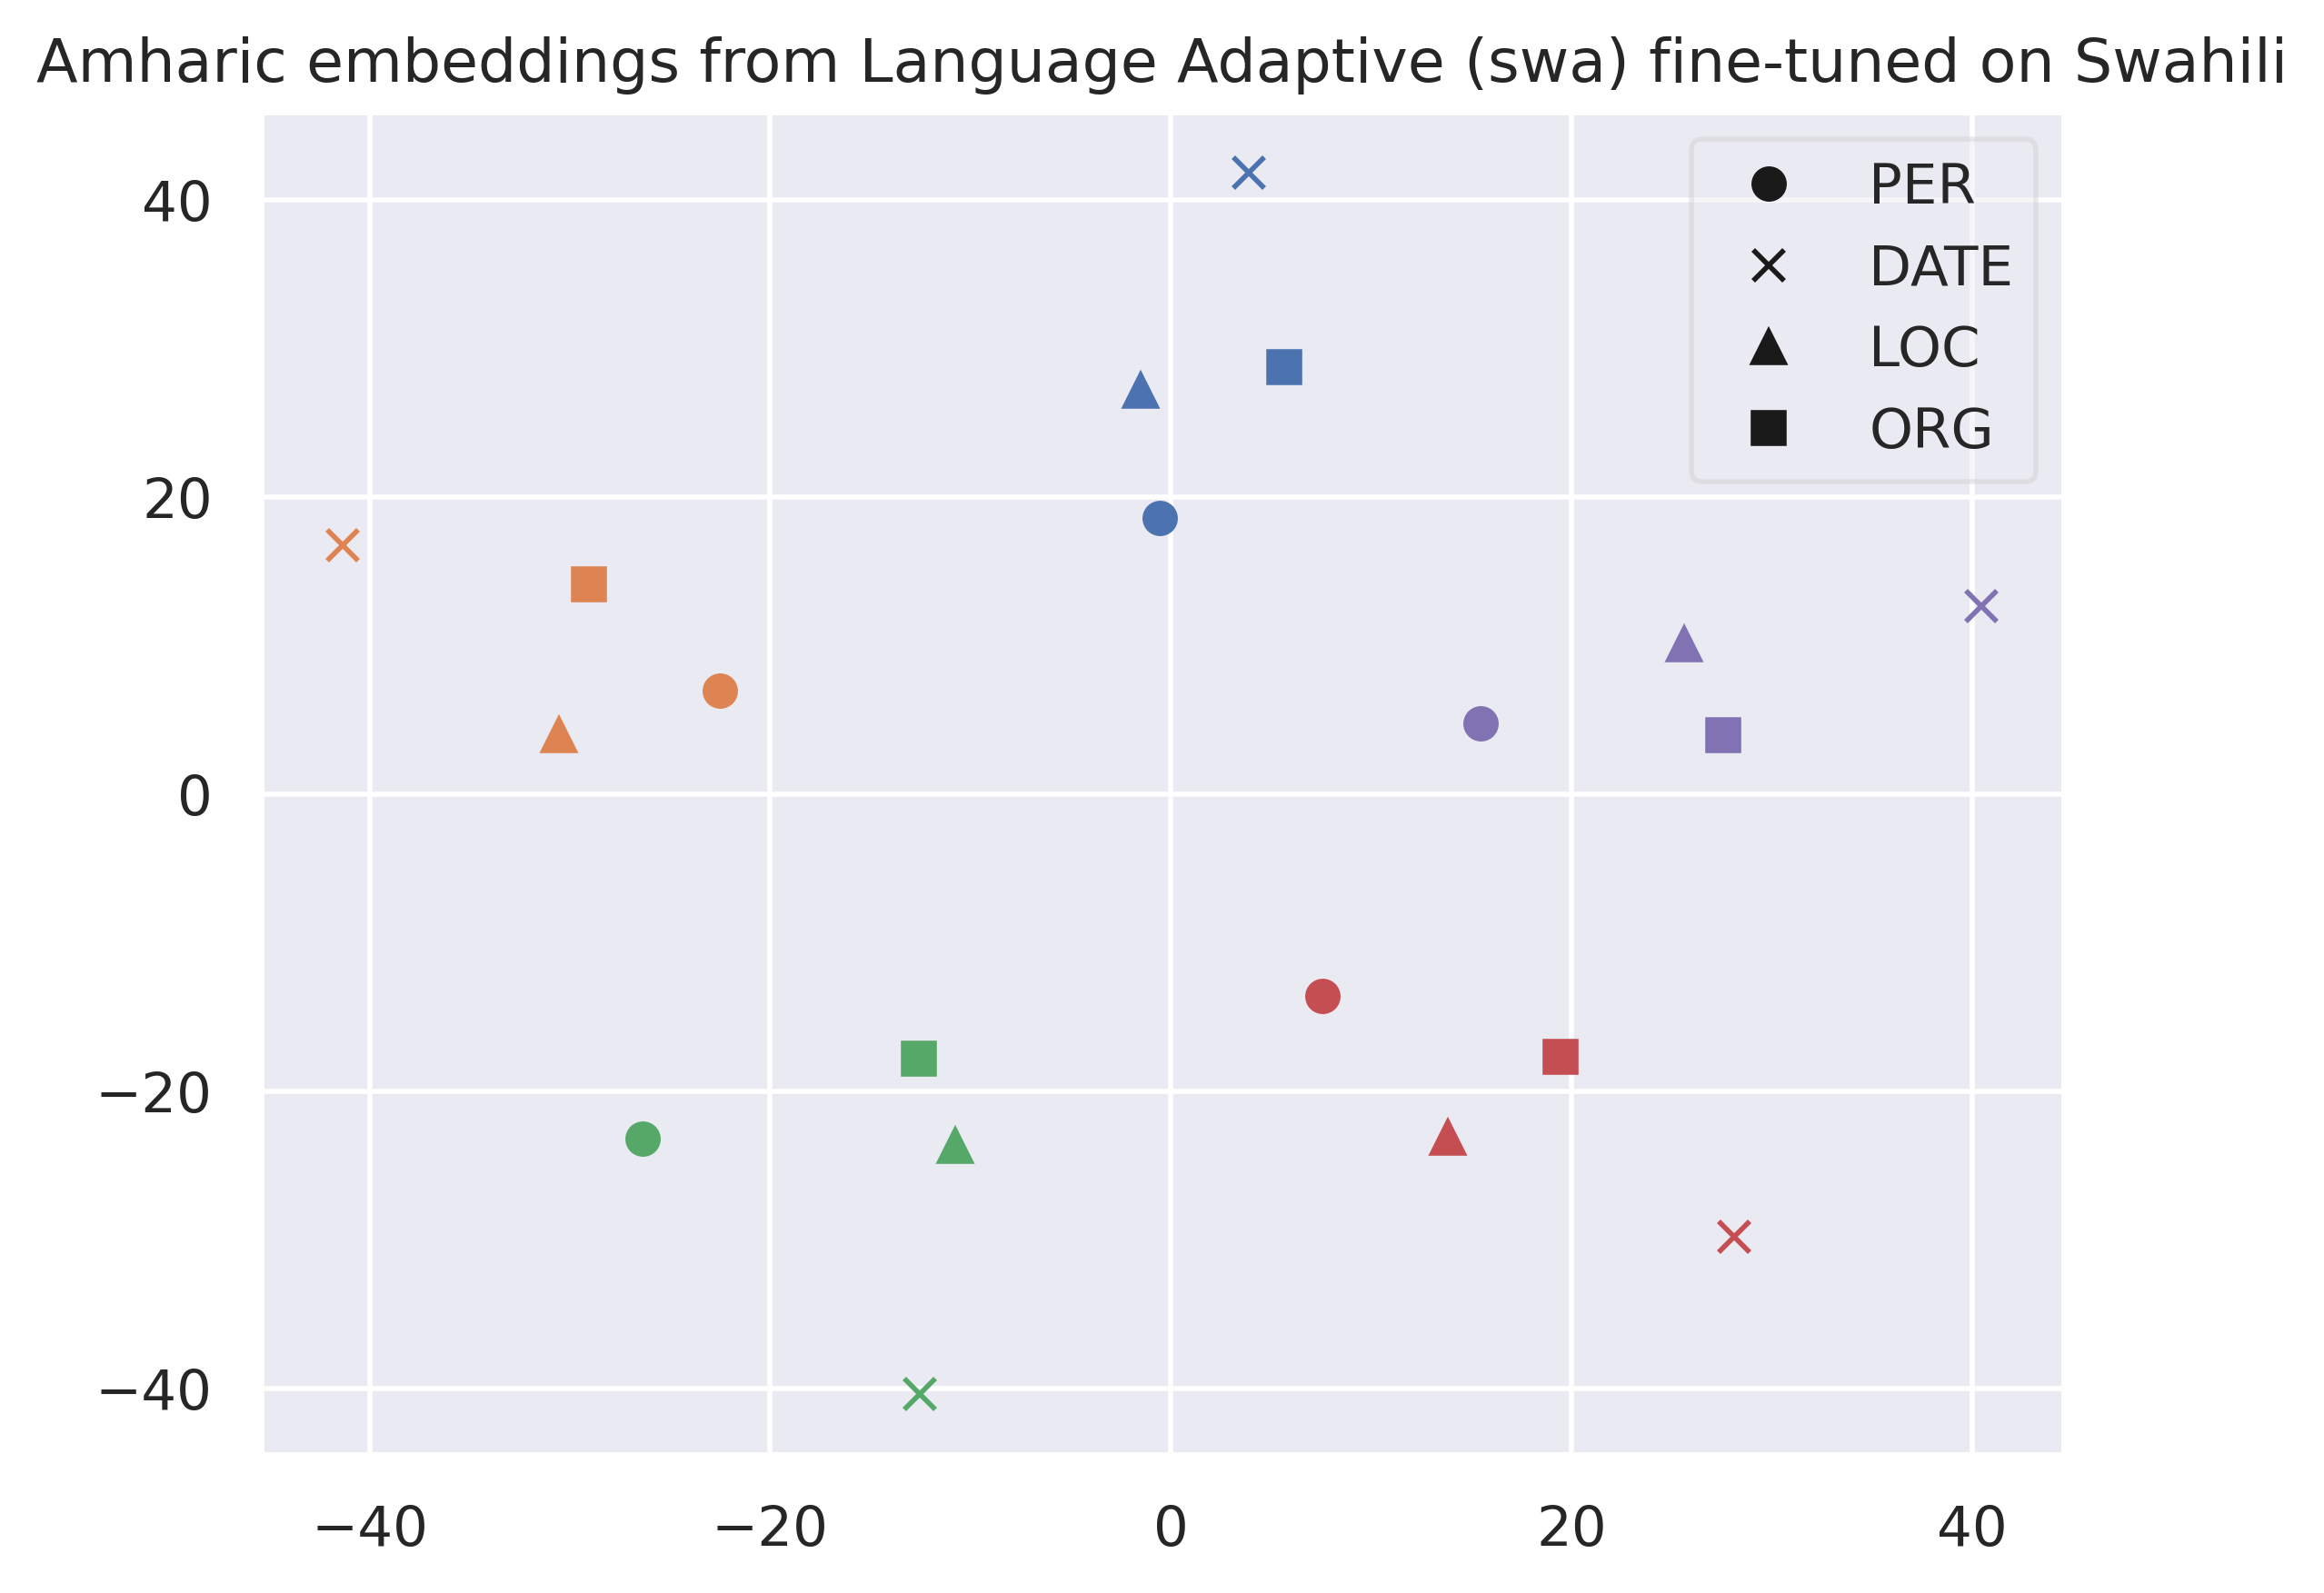 Amharic embeddings from Language Adaptive (swa) fine-tuned on Swahili
PER
DATE
LOC
ORG
40
20
0
−20
−40
−40
−20
0
20
40